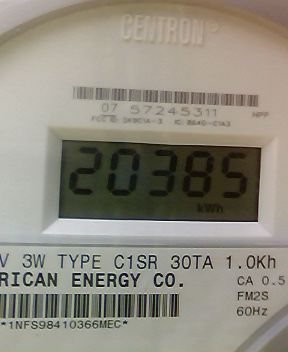 CENTRON®
07 57245311
NPP
20385
kWh
V 3W TYPE C1SR 30TA 1.0Kh
RICAN ENERGY CO.
CA 0.5
FM2S
60Hz
*1NFS98410366MEC*